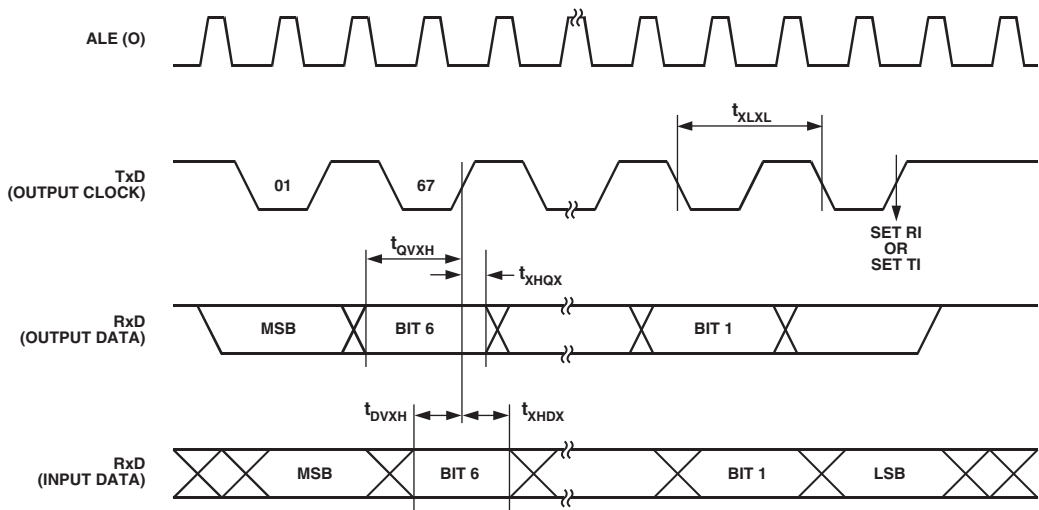 ALE (O)
tXLXL
TxD
(OUTPUT CLOCK)
01
67
SET RI
OR
SET TI
tQVXH
tXHQX
RxD
(OUTPUT DATA)
MSB
BIT 6
BIT 1
tDVXH
tXHDX
RxD
(INPUT DATA)
MSB
BIT 6
BIT 1
LSB